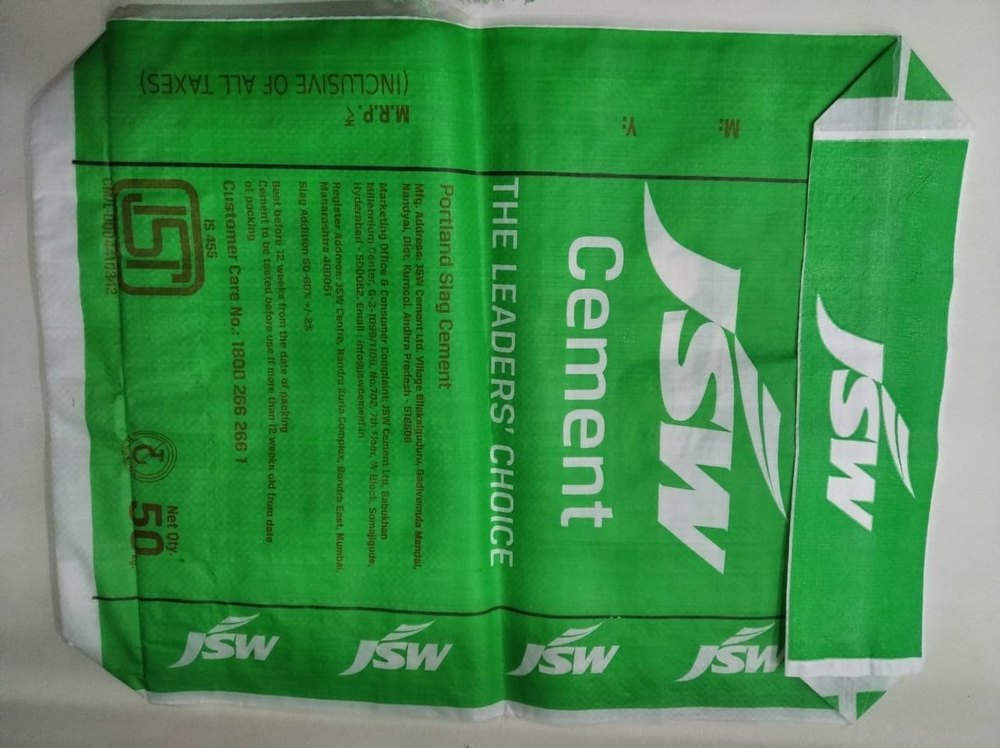 JSW
JSW
Cement
THE LEADERS' CHOICE
Portland Slag Cement
Mfg. Address: JSW Cement Ltd. Village Bilakalguduru, Gadivemula Mandal,
Nandyal, Dist. Kurnool, Andhra Pradesh - 518508
Marketing Office & Consumer Complaint: JSW Cement Ltd, Babukhan
Millennium Center, 6-3-1099/1100, No.702, 7th Floor, 'A' Block, Somajigude,
Hyderabad - 500082. Email : info@jswcement.in
Register Address: JSW Centre, Bandra Kurla Complex, Bandra East, Mumbai,
Maharashtra 400051
Slag Addition 50-60% +/-2%
Best before 12 weeks from the date of packing
Cement to be tested before use if more than 12 weeks old from date
of packing
Customer Care No.: 1800 266 266 1
IS 455
ISI
Net Qty.
50 kg.
M:
Y:
M.R.P. ₹
(INCLUSIVE OF ALL TAXES)
JSW
JSW
JSW
JSW